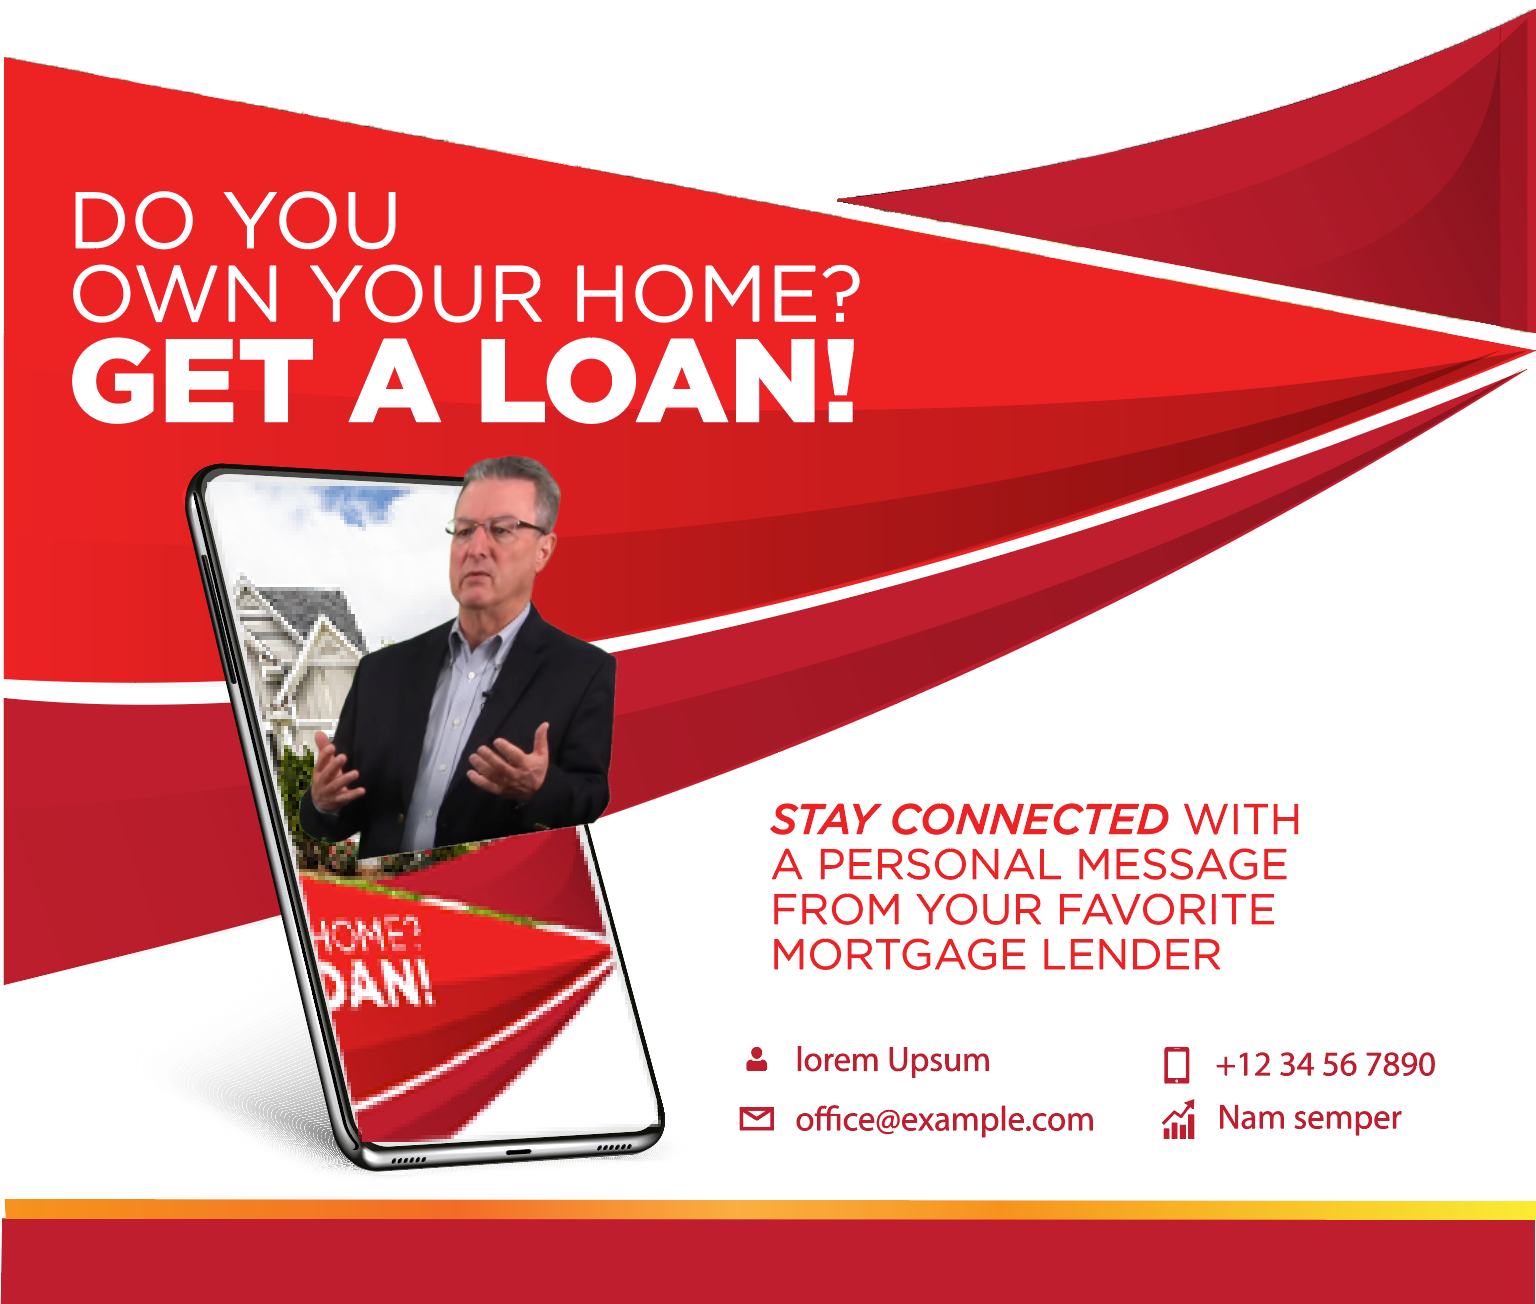 DO YOU
OWN YOUR HOME?
GET A LOAN!
HOME?
OAN!
STAY CONNECTED WITH
A PERSONAL MESSAGE
FROM YOUR FAVORITE
MORTGAGE LENDER
lorem Upsum
+12 34 56 7890
office@example.com
Nam semper